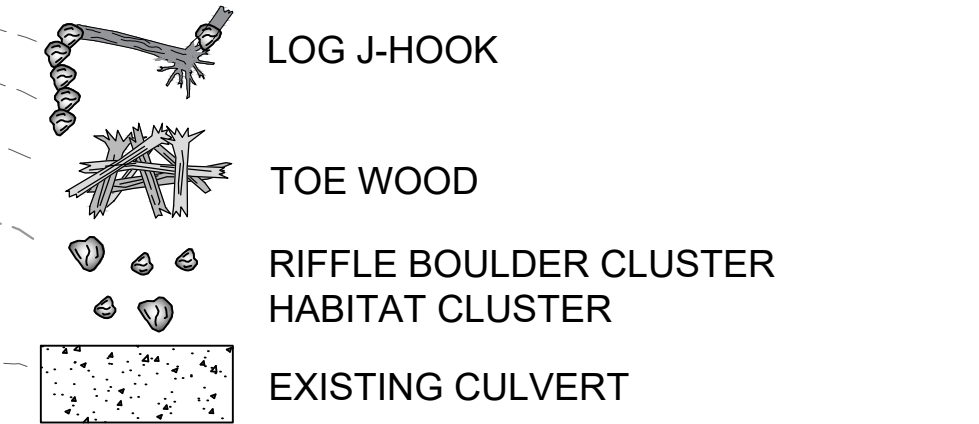 LOG J-HOOK
TOE WOOD
RIFFLE BOULDER CLUSTER
HABITAT CLUSTER
EXISTING CULVERT